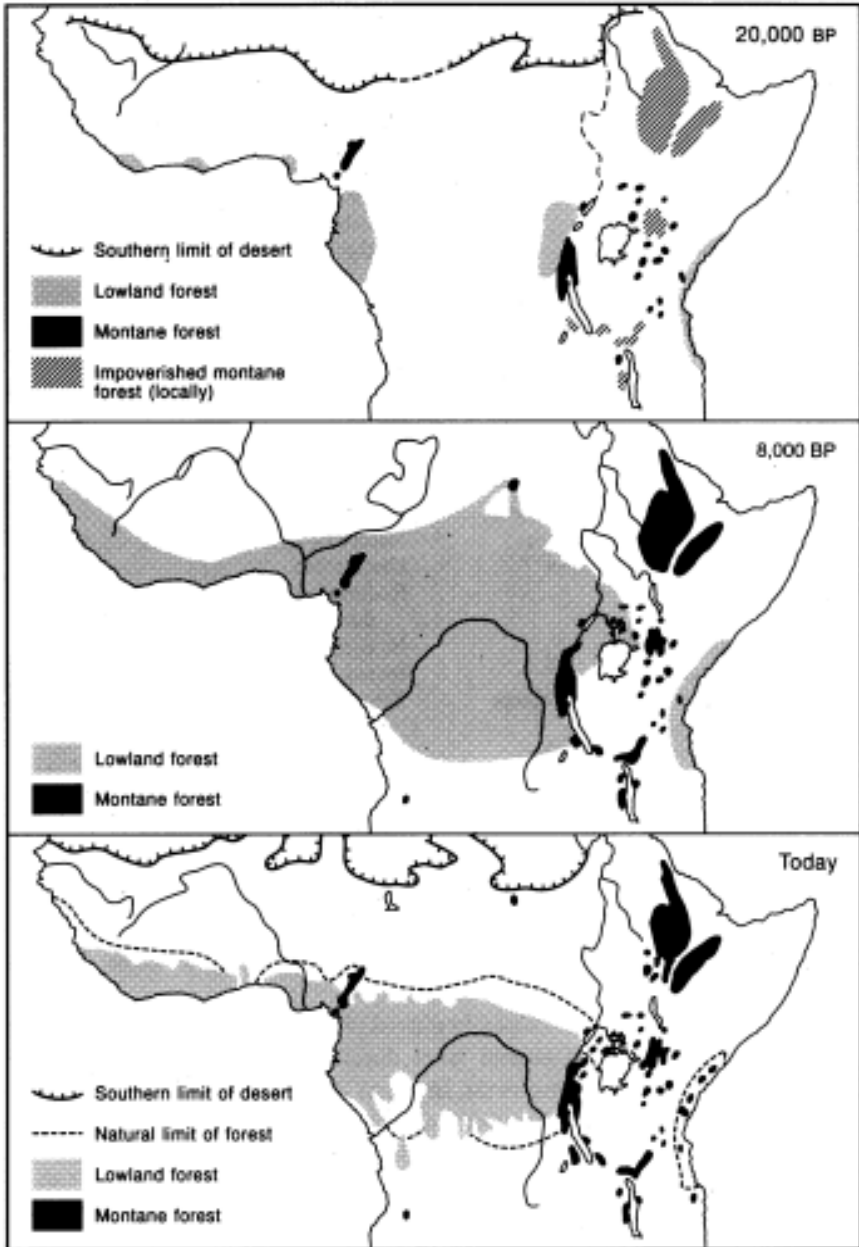 20,000 BP
Southern limit of desert
Lowland forest
Montane forest
Impoverished montane
forest (locally)
8,000 BP
Lowland forest
Montane forest
Today
Southern limit of desert
Natural limit of forest
Lowland forest
Montane forest